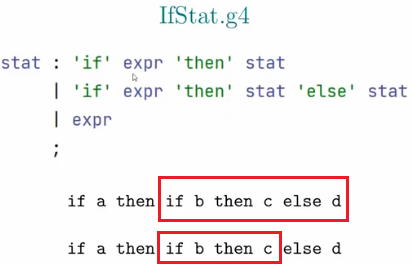 IfStat.g4
stat : 'if' expr 'then' stat
| 'if' expr 'then' stat 'else' stat
| expr
;
if a then if b then c else d
if a then if b then c else d